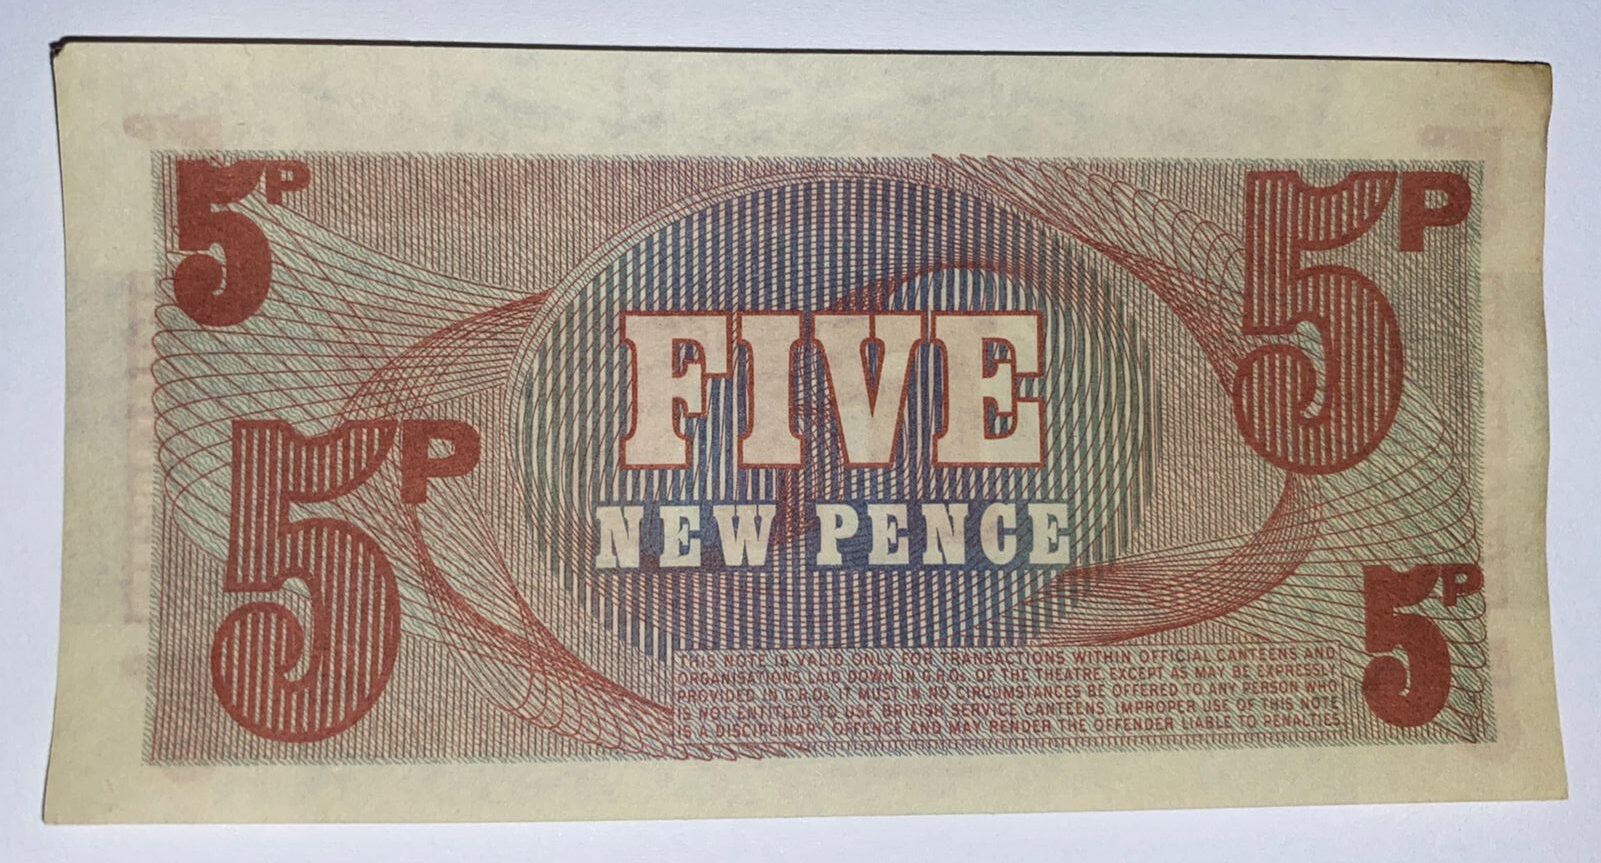 5P
5P
FIVE
5P
NEW PENCE
5P
THIS NOTE IS VALID ONLY FOR TRANSACTIONS WITHIN OFFICIAL CANTEENS AND
ORGANISATIONS LAID DOWN IN G.R.Os. OF THE THEATRE. EXCEPT AS MAY BE EXPRESSLY
PROVIDED IN G.R.Os. IT MUST IN NO CIRCUMSTANCES BE OFFERED TO ANY PERSON WHO
IS NOT ENTITLED TO USE BRITISH SERVICE CANTEENS. IMPROPER USE OF THIS NOTE
IS A DISCIPLINARY OFFENCE AND MAY RENDER THE OFFENDER LIABLE TO PENALTIES.